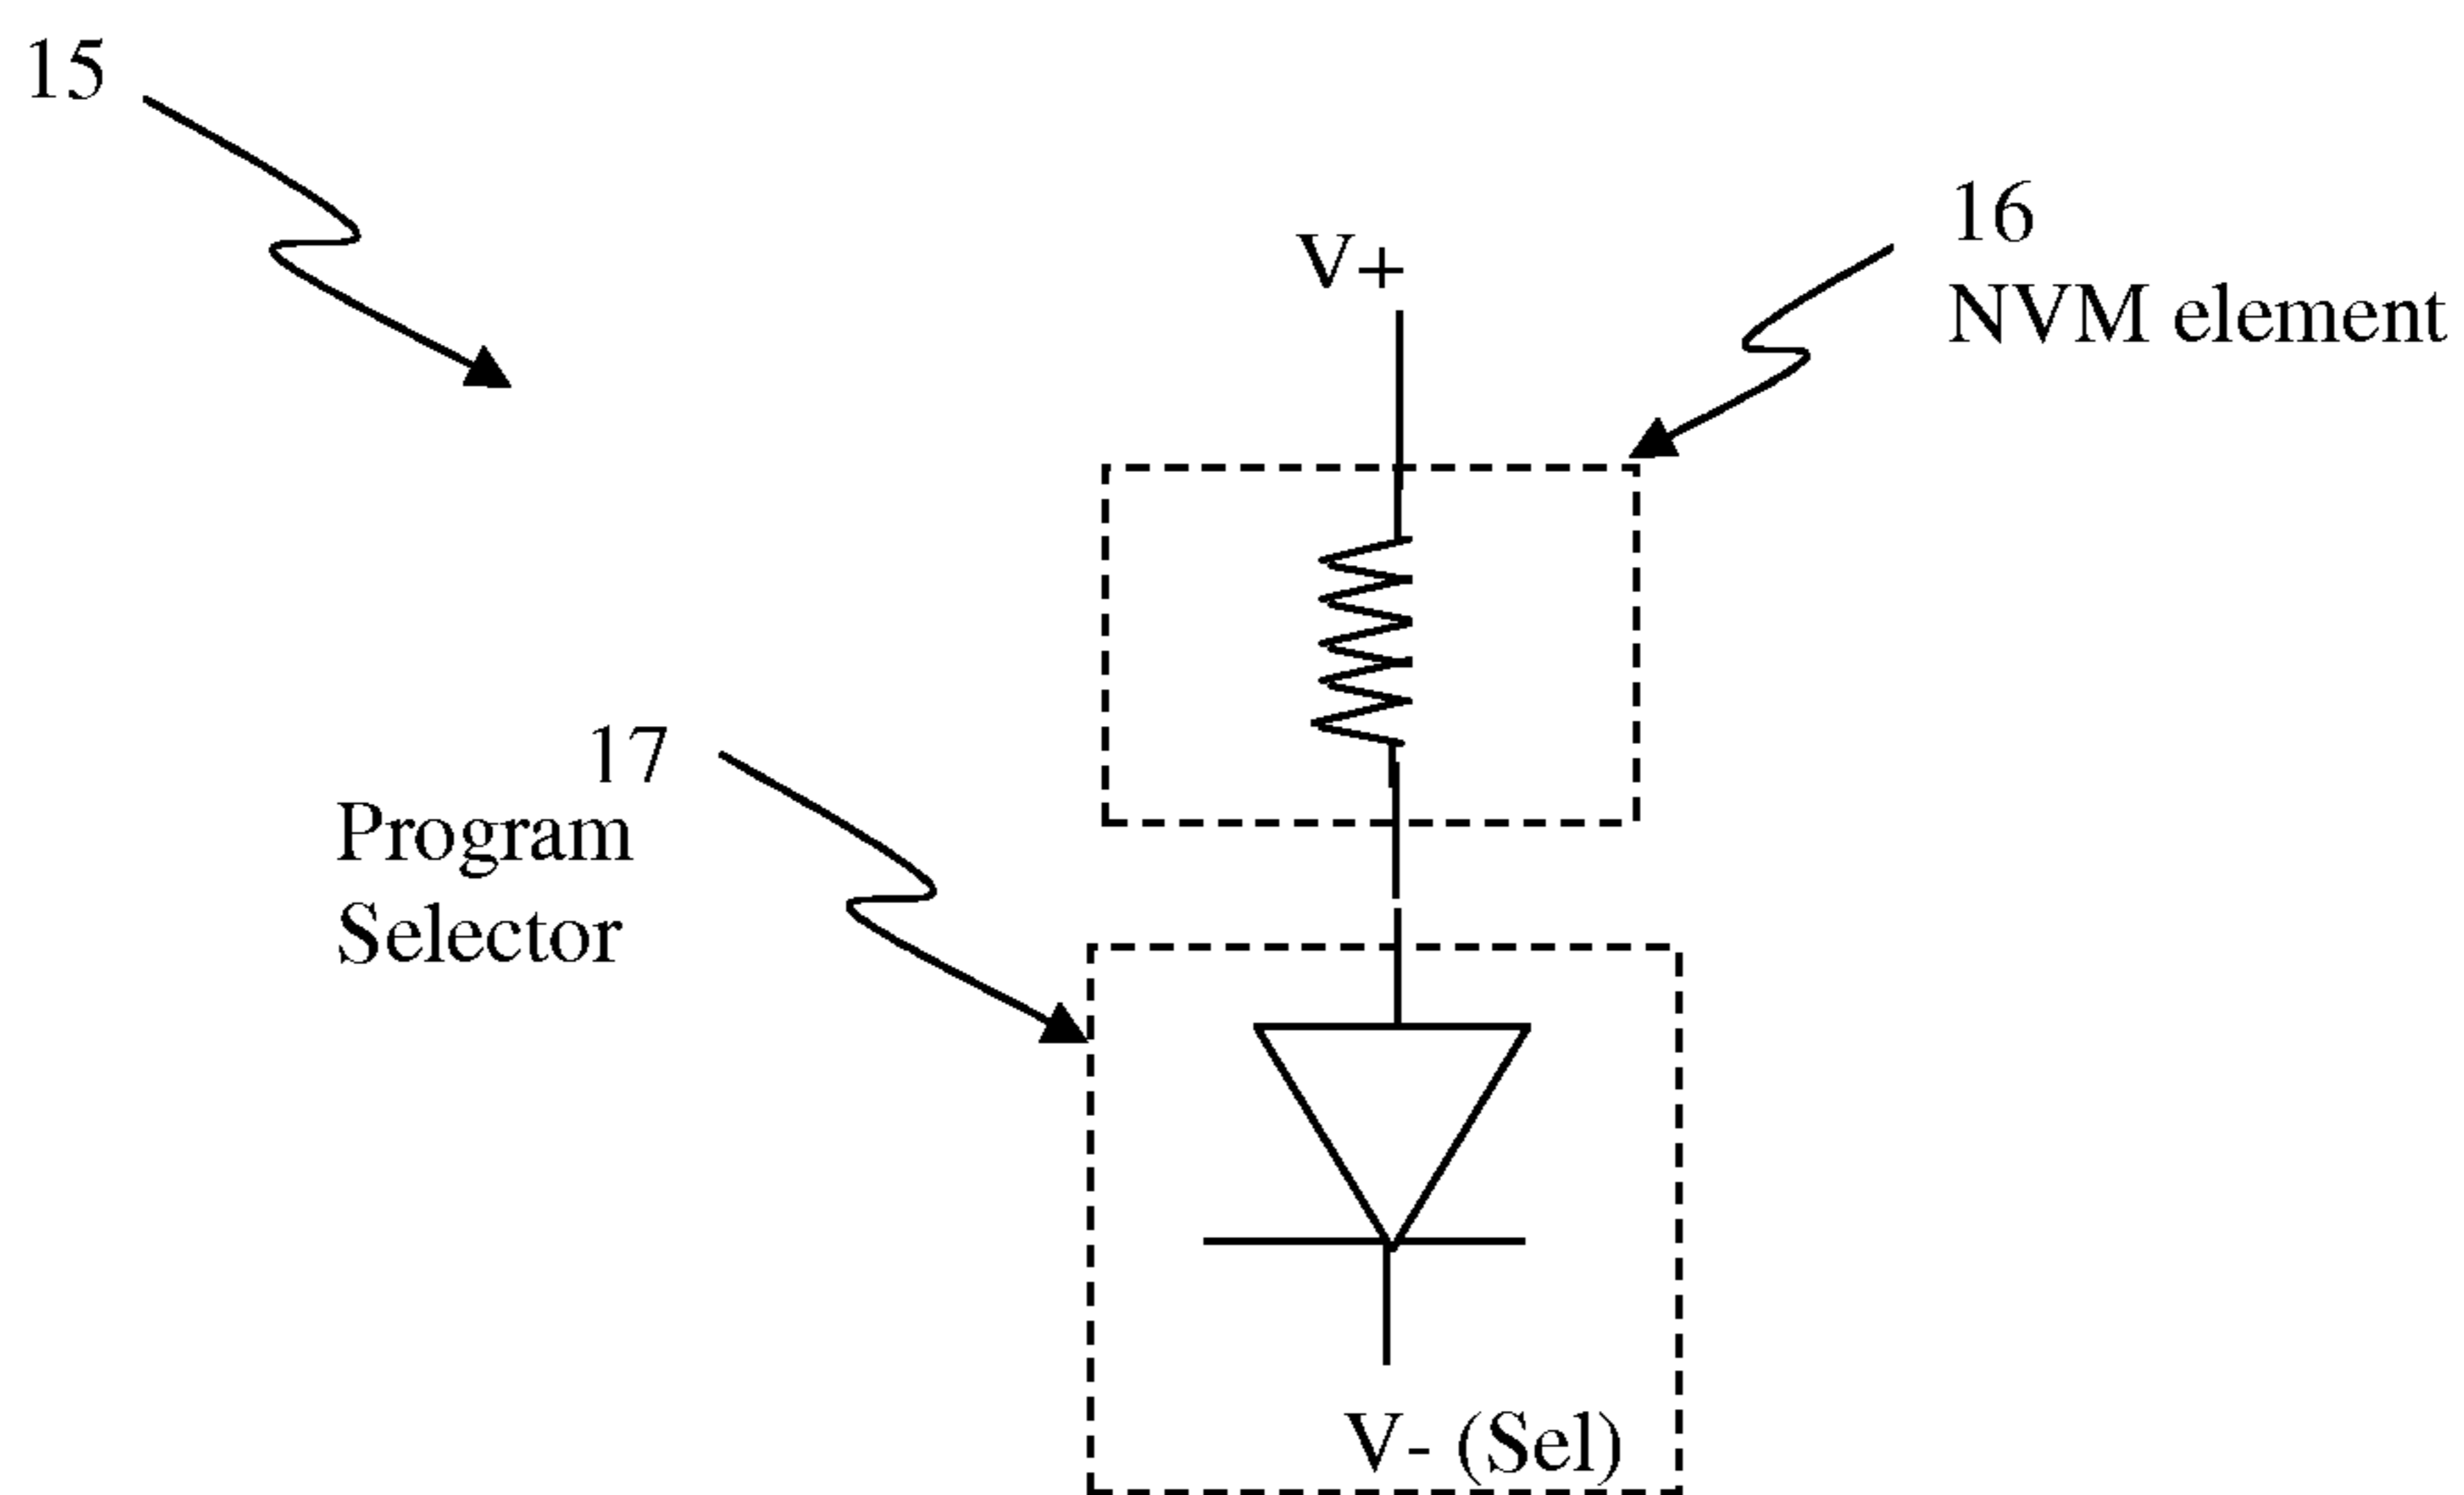 15
V+
16
NVM element
17
Program
Selector
V- (Sel)